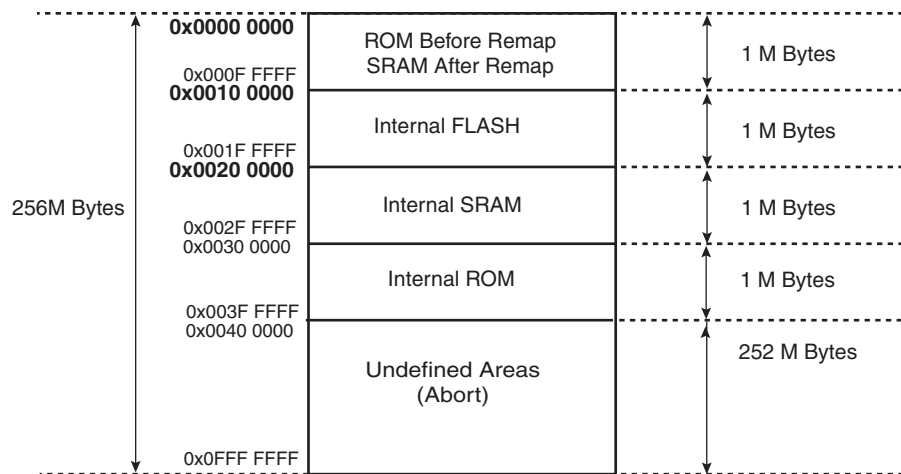 0x0000 0000
ROM Before Remap
SRAM After Remap
1 M Bytes
0x000F FFFF
0x0010 0000
Internal FLASH
1 M Bytes
0x001F FFFF
0x0020 0000
256M Bytes
Internal SRAM
1 M Bytes
0x002F FFFF
0x0030 0000
Internal ROM
1 M Bytes
0x003F FFFF
0x0040 0000
252 M Bytes
Undefined Areas
(Abort)
0x0FFF FFFF